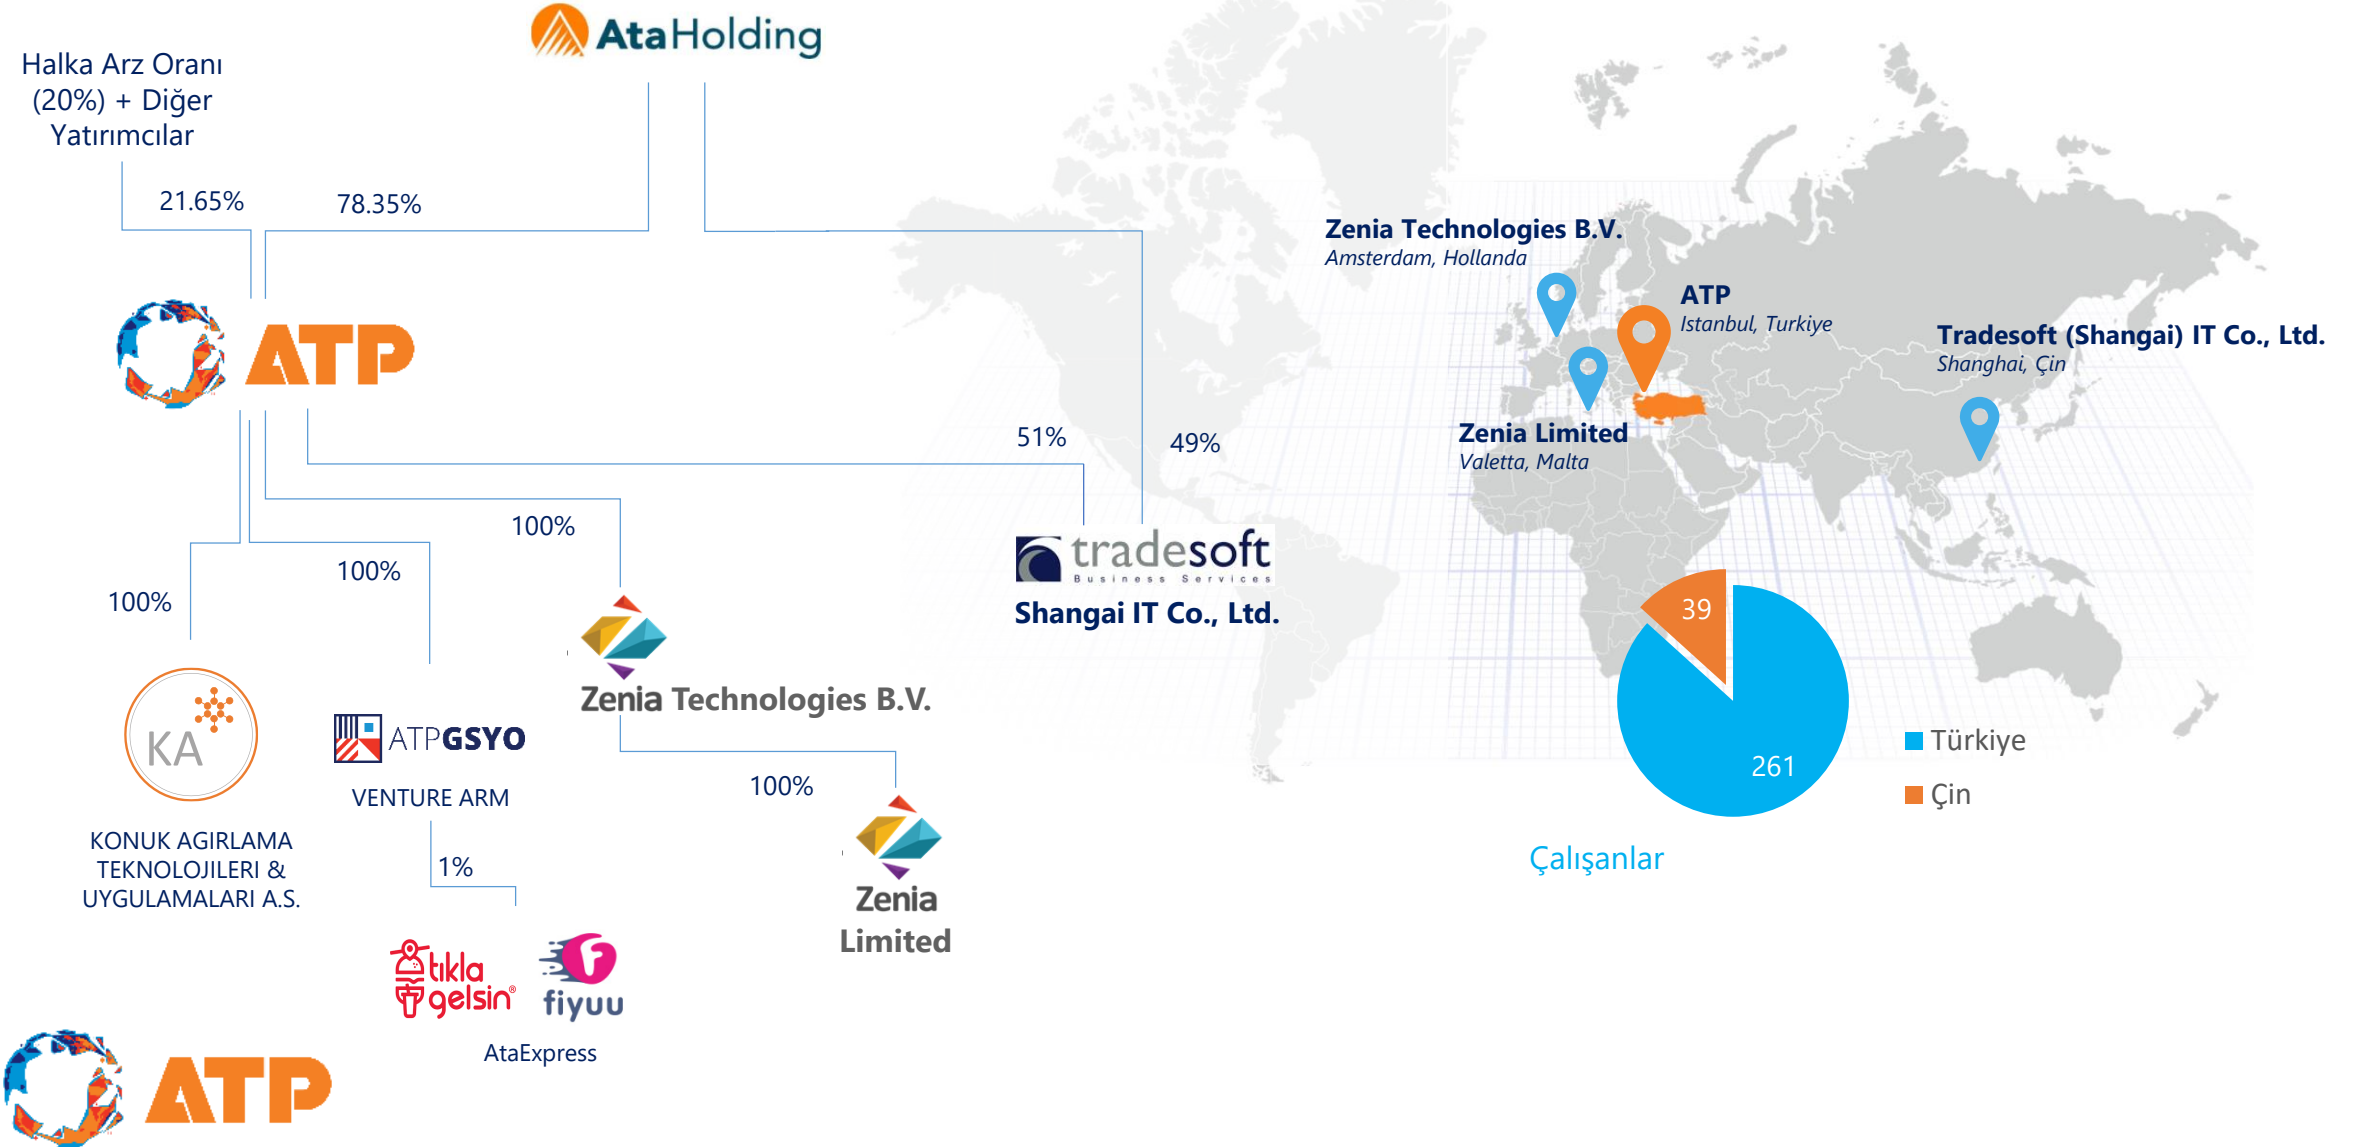 AtaHolding
Halka Arz Oranı
(20%) + Diğer
Yatırımcılar
21.65%
78.35%
ATP
51%
49%
100%
100%
100%
tradesoft
Business Services
Shangai IT Co., Ltd.
Zenia Technologies B.V.
KA
ATPGSYO
VENTURE ARM
100%
KONUK AGIRLAMA
TEKNOLOJILERI &
UYGULAMALARI A.S.
1%
Zenia
Limited
tıkla
gelsin®
fiyuu
AtaExpress
ATP
Zenia Technologies B.V.
Amsterdam, Hollanda
ATP
Istanbul, Turkiye
Tradesoft (Shangai) IT Co., Ltd.
Shanghai, Çin
Zenia Limited
Valetta, Malta
39
261
Türkiye
Çin
Çalışanlar